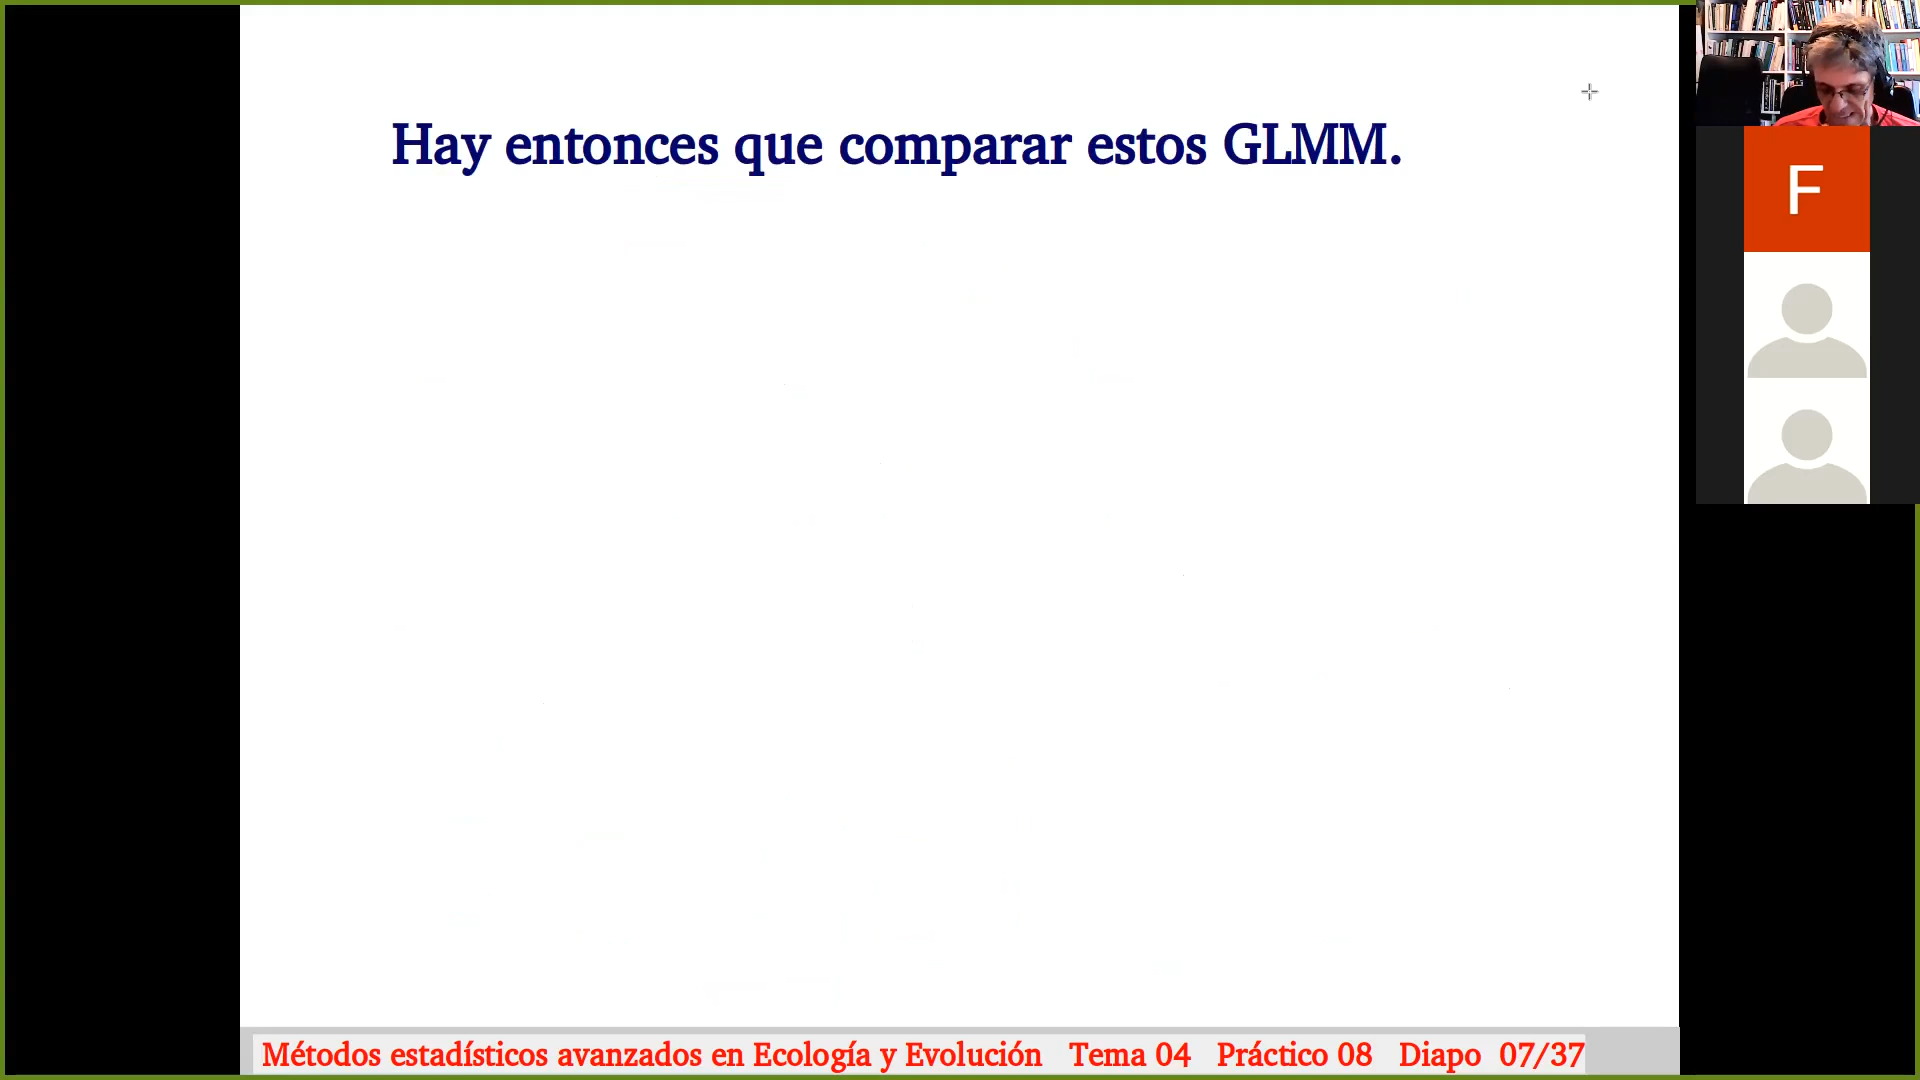 Hay entonces que comparar estos GLMM.
F
Métodos estadísticos avanzados en Ecología y Evolución Tema 04 Práctico 08 Diapo 07/37